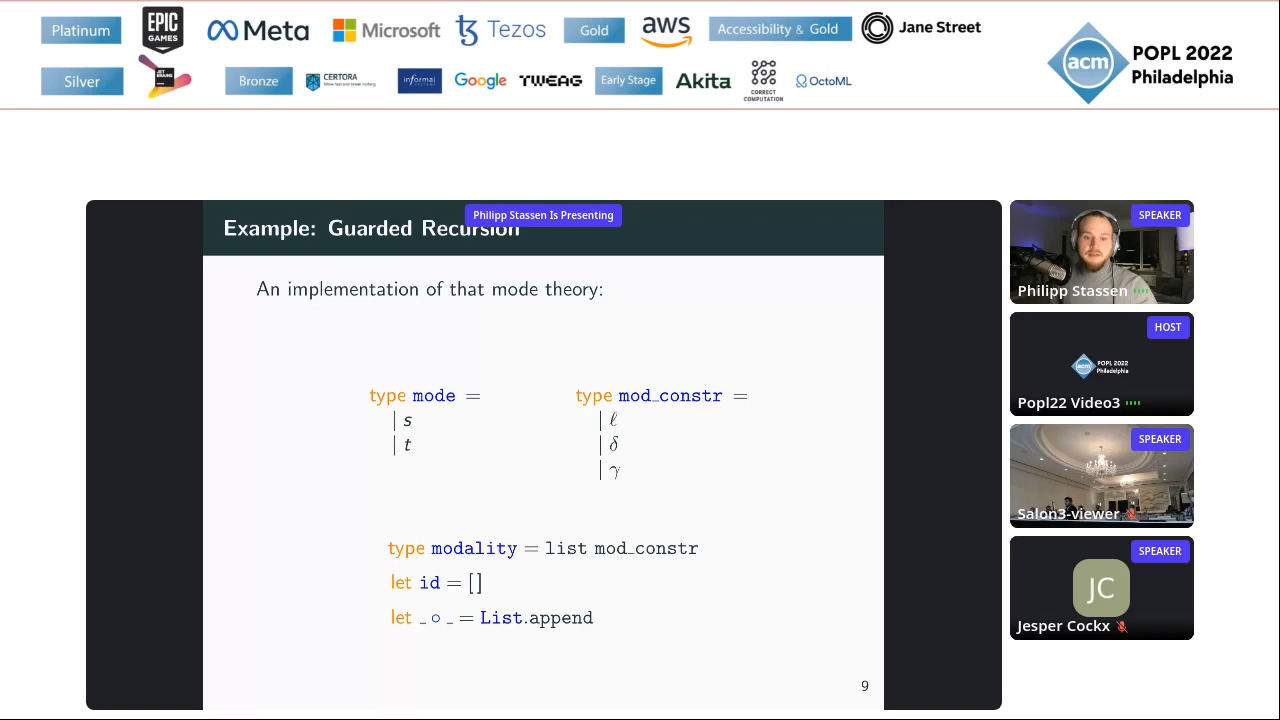 Platinum
EPIC GAMES
Meta
Microsoft
Tezos
Gold
aws
Accessibility & Gold
Jane Street
Silver
JET BRAINS
Bronze
CERTORA
informal
Google
TWEAG
Early Stage
Akita
CORRECT COMPUTATION
OctoML
acm
POPL 2022
Philadelphia
Philipp Stassen Is Presenting
Example: Guarded Recursion
An implementation of that mode theory:
type mode =
| s
| t
type mod_constr =
| ℓ
| δ
| γ
type modality = list mod_constr
let id = []
let _ ∘ _ = List.append
9
SPEAKER
Philipp Stassen
HOST
acm
POPL 2022
Philadelphia
Popl22 Video3
SPEAKER
Salon3-viewer
SPEAKER
JC
Jesper Cockx